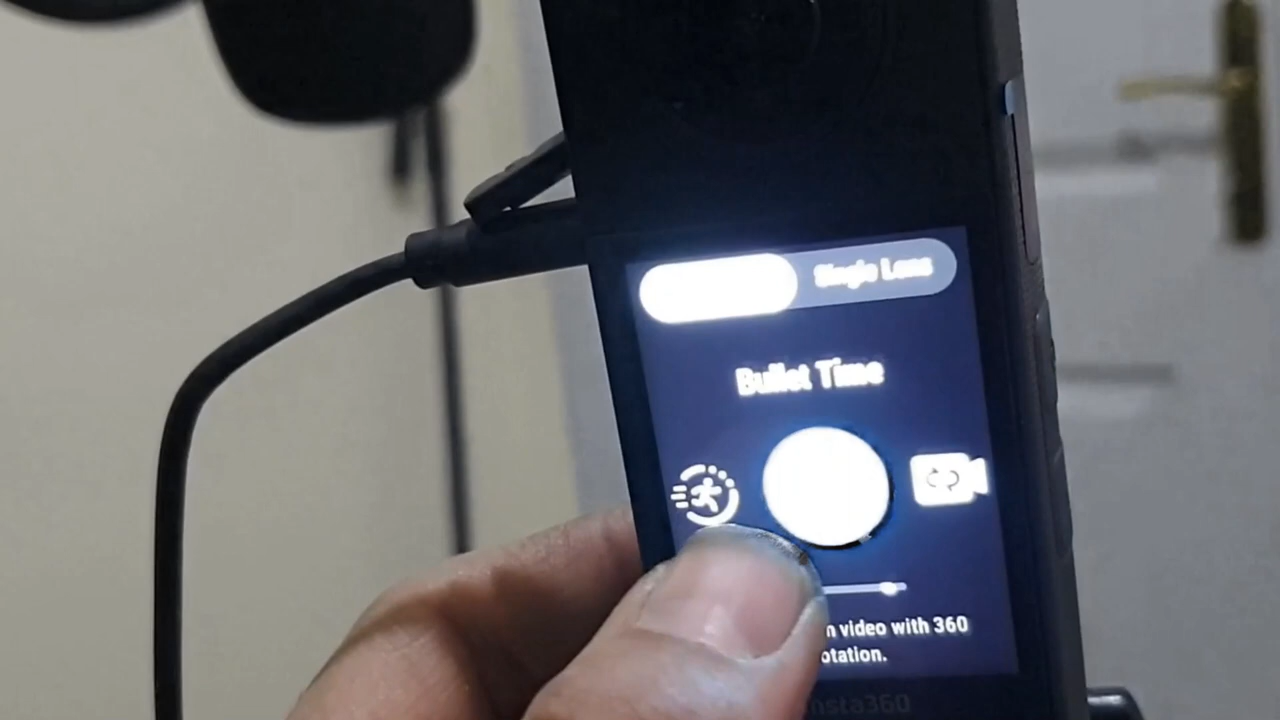 Single Lens
Bullet Time
video with 360
otation.
nsta360